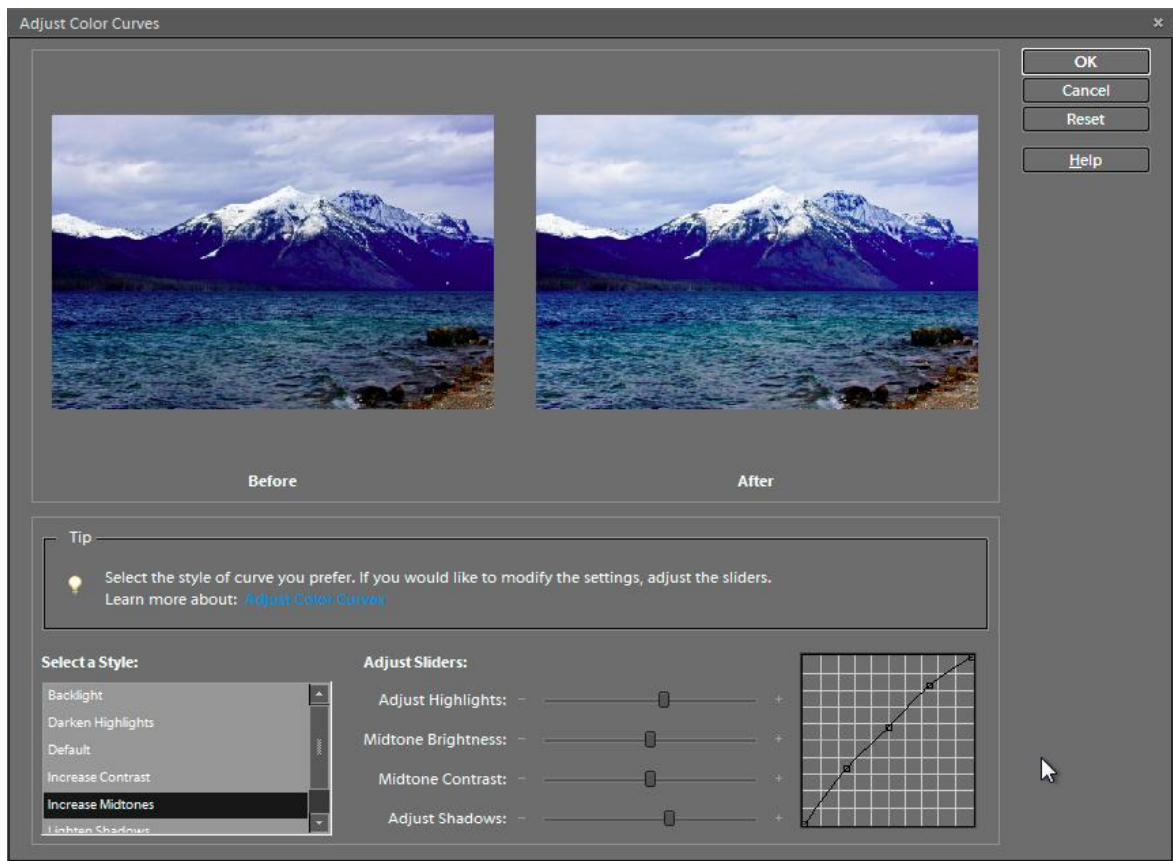 Adjust Color Curves
OK
Cancel
Reset
Help
Before
After
Tip
Select the style of curve you prefer. If you would like to modify the settings, adjust the sliders.
Learn more about: Adjust Color Curves
Select a Style:
Backlight
Darken Highlights
Default
Increase Contrast
Increase Midtones
Lighten Shadows
Adjust Sliders:
Adjust Highlights: - +
Midtone Brightness: - +
Midtone Contrast: - +
Adjust Shadows: - +